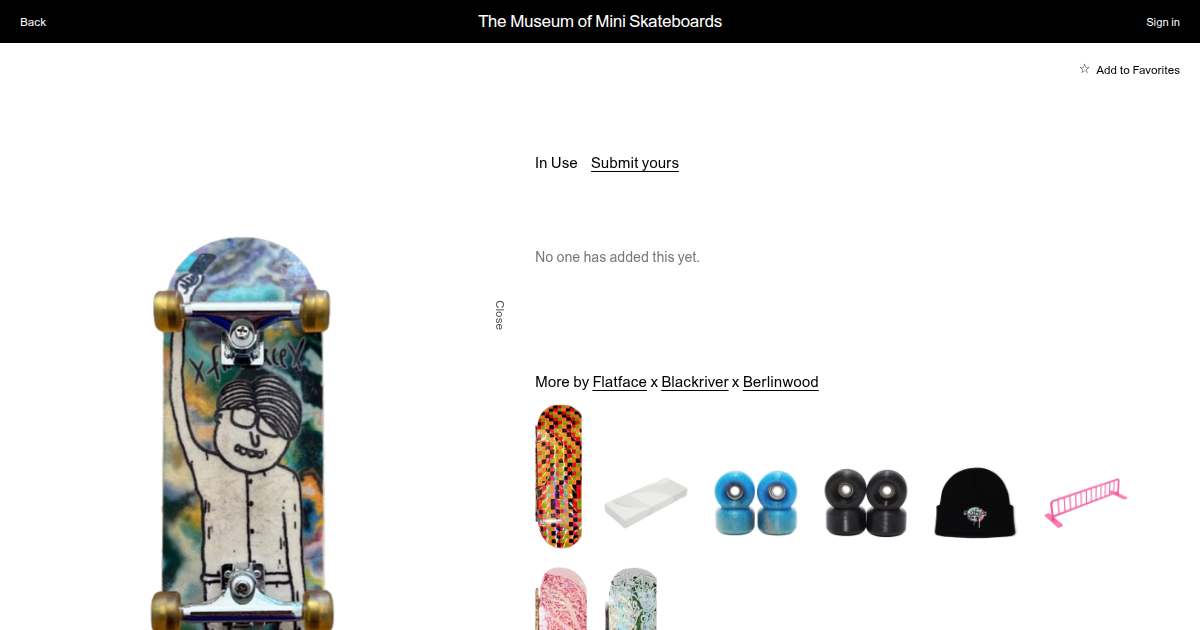 Back
The Museum of Mini Skateboards
Sign in
☆ Add to Favorites
In Use Submit yours
No one has added this yet.
Close
More by Flatface x Blackriver x Berlinwood